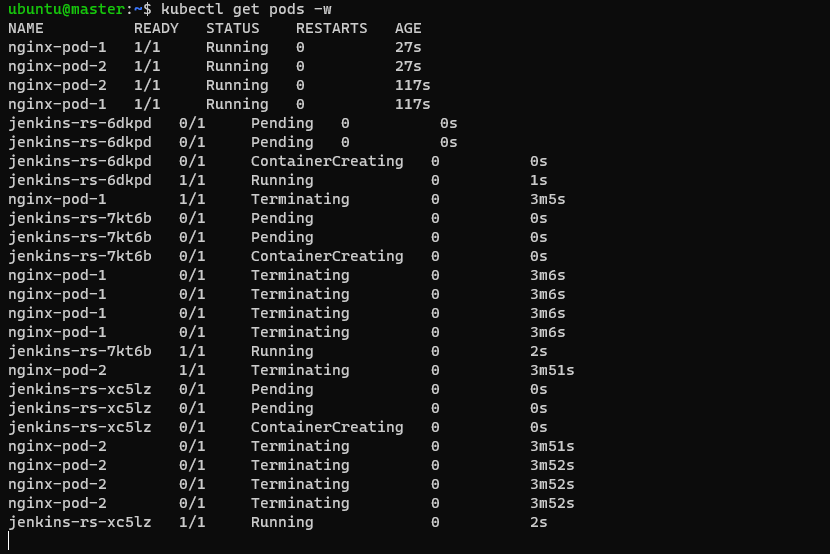 ubuntu@master:~$ kubectl get pods -w
NAME          READY   STATUS    RESTARTS   AGE
nginx-pod-1   1/1     Running   0          27s
nginx-pod-2   1/1     Running   0          27s
nginx-pod-2   1/1     Running   0          117s
nginx-pod-1   1/1     Running   0          117s
jenkins-rs-6dkpd   0/1     Pending   0          0s
jenkins-rs-6dkpd   0/1     Pending   0          0s
jenkins-rs-6dkpd   0/1     ContainerCreating   0          0s
jenkins-rs-6dkpd   1/1     Running             0          1s
nginx-pod-1        1/1     Terminating         0          3m5s
jenkins-rs-7kt6b   0/1     Pending             0          0s
jenkins-rs-7kt6b   0/1     Pending             0          0s
jenkins-rs-7kt6b   0/1     ContainerCreating   0          0s
nginx-pod-1        0/1     Terminating         0          3m6s
nginx-pod-1        0/1     Terminating         0          3m6s
nginx-pod-1        0/1     Terminating         0          3m6s
nginx-pod-1        0/1     Terminating         0          3m6s
jenkins-rs-7kt6b   1/1     Running             0          2s
nginx-pod-2        1/1     Terminating         0          3m51s
jenkins-rs-xc5lz   0/1     Pending             0          0s
jenkins-rs-xc5lz   0/1     Pending             0          0s
jenkins-rs-xc5lz   0/1     ContainerCreating   0          0s
nginx-pod-2        0/1     Terminating         0          3m51s
nginx-pod-2        0/1     Terminating         0          3m52s
nginx-pod-2        0/1     Terminating         0          3m52s
nginx-pod-2        0/1     Terminating         0          3m52s
jenkins-rs-xc5lz   1/1     Running             0          2s